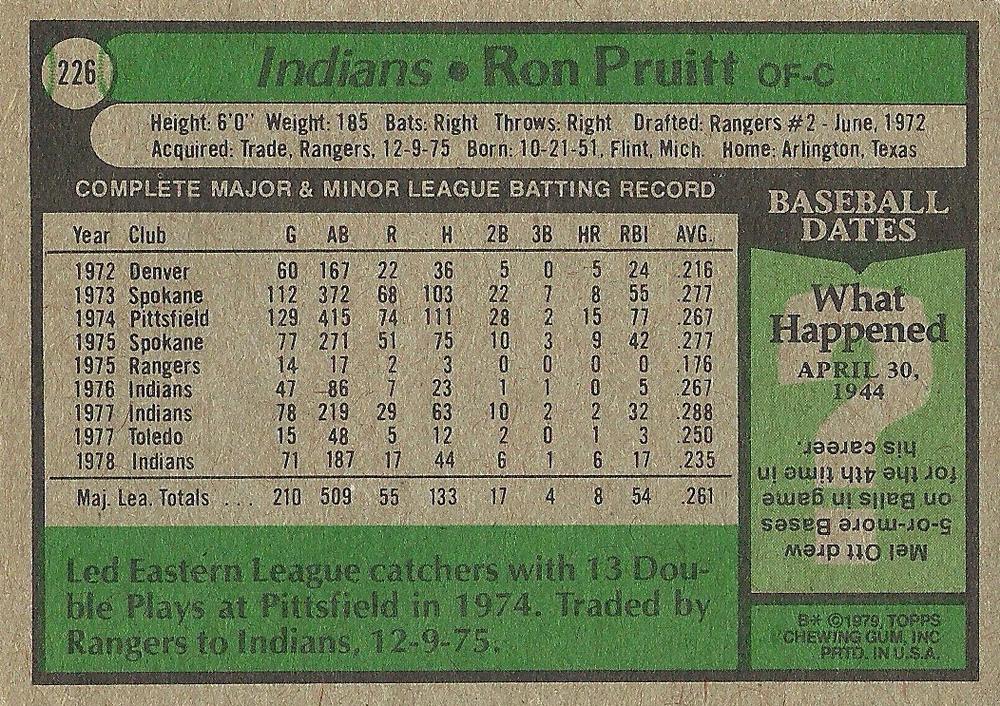 226
Indians • Ron Pruitt OF-C
Height: 6'0" Weight: 185 Bats: Right Throws: Right Drafted: Rangers #2 - June, 1972
Acquired: Trade, Rangers, 12-9-75 Born: 10-21-51, Flint, Mich. Home: Arlington, Texas
COMPLETE MAJOR & MINOR LEAGUE BATTING RECORD
Year Club G AB R H 2B 3B HR RBI AVG.
1972 Denver 60 167 22 36 5 0 5 24 .216
1973 Spokane 112 372 68 103 22 7 8 55 .277
1974 Pittsfield 129 415 74 111 28 2 15 77 .267
1975 Spokane 77 271 51 75 10 3 9 42 .277
1975 Rangers 14 17 2 3 0 0 0 0 .176
1976 Indians 47 86 7 23 1 1 0 5 .267
1977 Indians 78 219 29 63 10 2 2 32 .288
1977 Toledo 15 48 5 12 2 0 1 3 .250
1978 Indians 71 187 17 44 6 1 6 17 .235
Maj. Lea. Totals . . . 210 509 55 133 17 4 8 54 .261
Led Eastern League catchers with 13 Dou-
ble Plays at Pittsfield in 1974. Traded by
Rangers to Indians, 12-9-75.
BASEBALL
DATES
What
Happened
APRIL 30,
1944
?
Mel Ott drew
5-or-more Bases
on Balls in game
for the 4th time in
his career.
B* ©1979, TOPPS
CHEWING GUM, INC
PRTD. IN U.S.A.